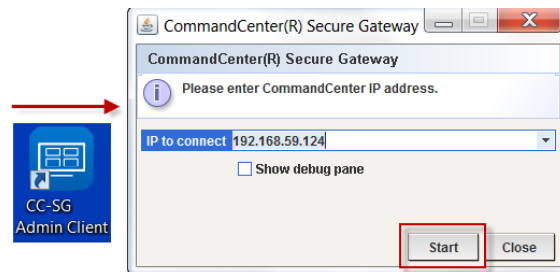 CommandCenter(R) Secure Gateway
CommandCenter(R) Secure Gateway
Please enter CommandCenter IP address.
IP to connect 192.168.59.124
Show debug pane
Start Close
CC-SG
Admin Client